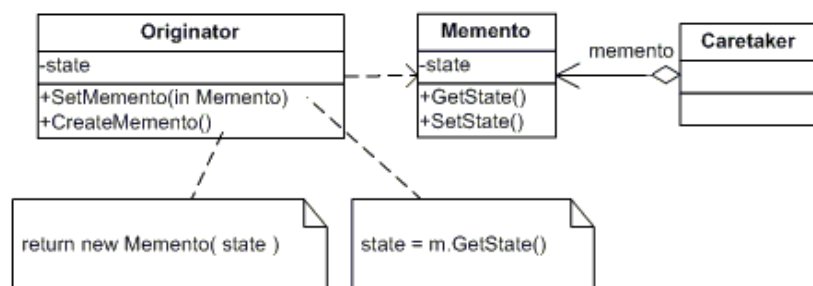 Originator
-state
+SetMemento(in Memento)
+CreateMemento()
Memento
-state
+GetState()
+SetState()
memento
Caretaker
return new Memento( state )
state = m.GetState()